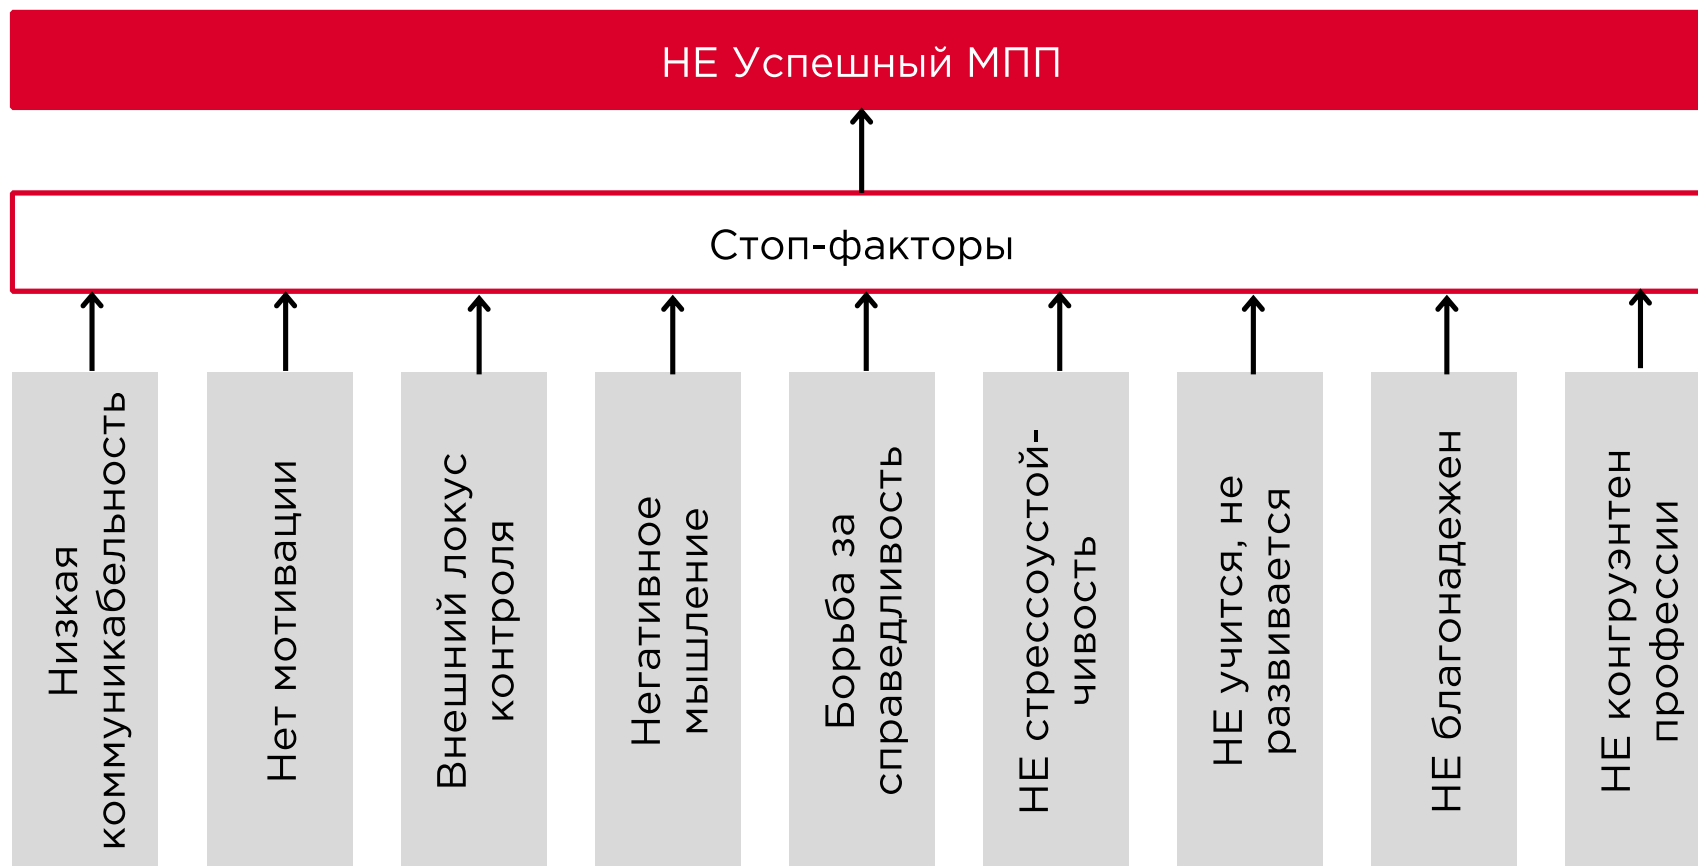 НЕ Успешный МПП
Стоп-факторы
Низкая
коммуникабельность
Нет мотивации
Внешний локус
контроля
Негативное
мышление
Борьба за
справедливость
НЕ стрессоустой-
чивость
НЕ учится, не
развивается
НЕ благонадежен
НЕ конгруэнтен
профессии